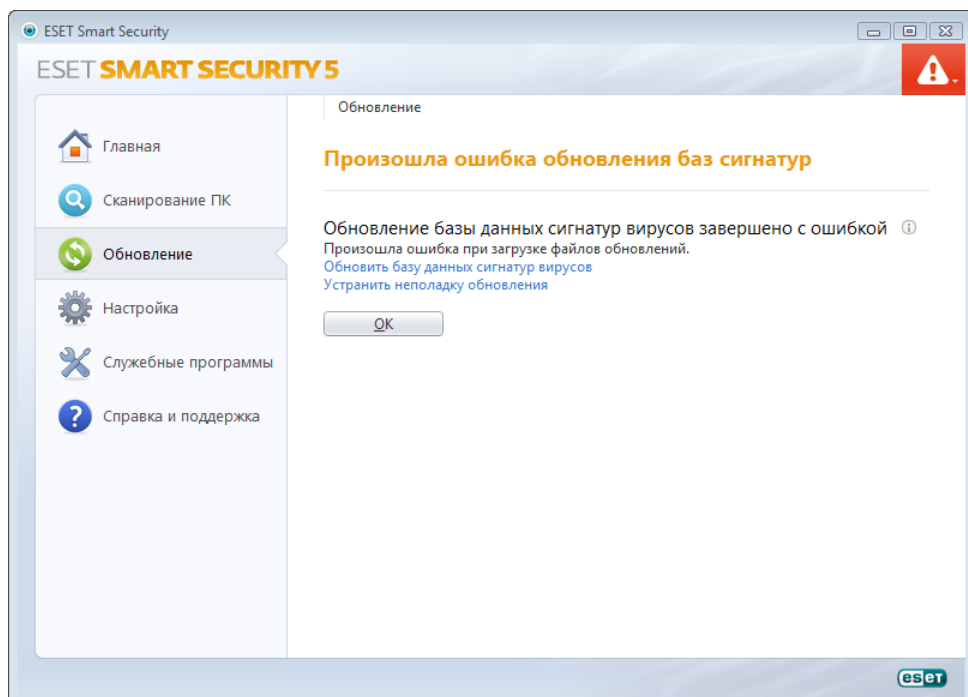 ESET Smart Security
ESET SMART SECURITY 5
Обновление
Главная
Сканирование ПК
Обновление
Настройка
Служебные программы
Справка и поддержка
Произошла ошибка обновления баз сигнатур
Обновление базы данных сигнатур вирусов завершено с ошибкой
Произошла ошибка при загрузке файлов обновлений.
Обновить базу данных сигнатур вирусов
Устранить неполадку обновления
OK
eset